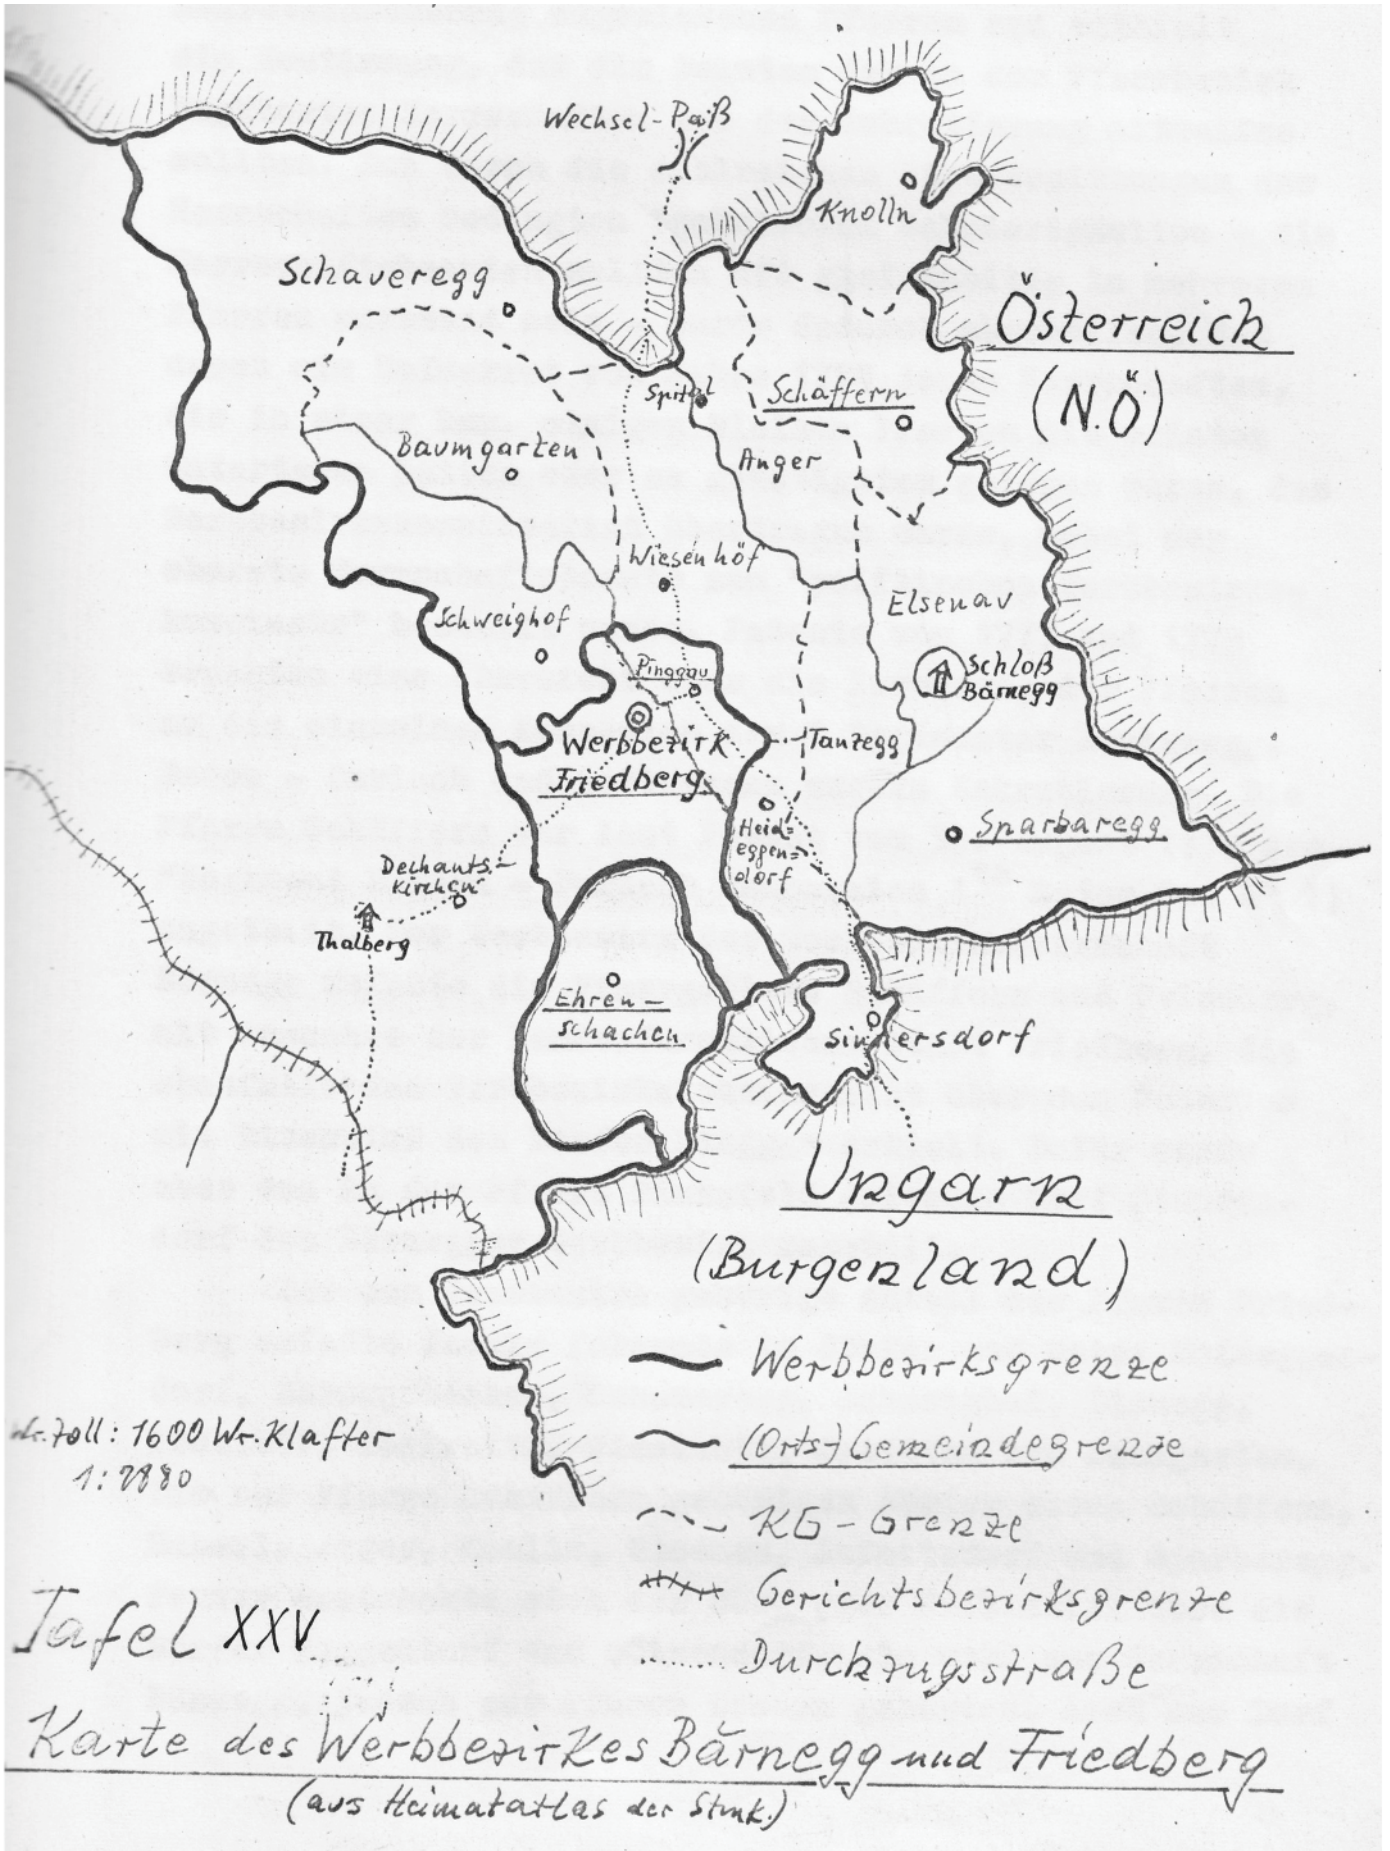 Wechsel-Paß
Knolln
Schaueregg
Österreich
(N.Ö)
Spital
Schäffern
Baumgarten
Anger
Wiesenhöf
Elsenau
Schweighof
Pinggau
Schloß
Bärnegg
Werbbezirk
Friedberg
Tanzegg
Heid=
eggen=
dorf
Sparbaregg
Dechants-
kirchen
Thalberg
Ehren-
schachen
Sinnersdorf
Ungarn
(Burgenland)
Werbbezirksgrenze
(Orts-)Gemeindegrenze
KG-Grenze
Gerichtsbezirksgrenze
Durchzugsstraße
Zoll: 1600 Wr. Klafter
1:2880
Tafel XXV
Karte des Werbbezirkes Bärnegg und Friedberg
(aus Heimatatlas der Stmk.)